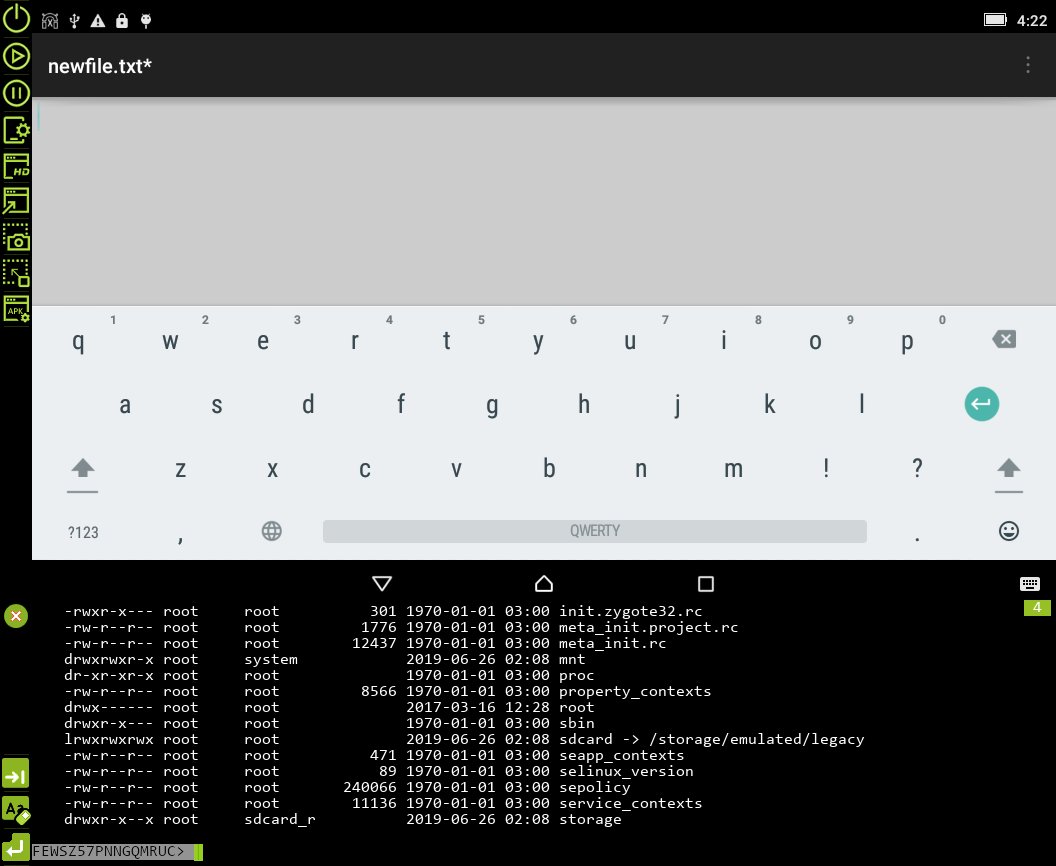 4:22
newfile.txt*
HD
APK
1 2 3 4 5 6 7 8 9 0
q w e r t y u i o p
a s d f g h j k l
z x c v b n m ! ?
?123 , QWERTY .
4
-rwxr-x--- root root 301 1970-01-01 03:00 init.zygote32.rc
-rw-r--r-- root root 1776 1970-01-01 03:00 meta_init.project.rc
-rw-r--r-- root root 12437 1970-01-01 03:00 meta_init.rc
drwxrwxr-x root system 2019-06-26 02:08 mnt
dr-xr-xr-x root root 1970-01-01 03:00 proc
-rw-r--r-- root root 8566 1970-01-01 03:00 property_contexts
drwx------ root root 2017-03-16 12:28 root
drwxr-x--- root root 1970-01-01 03:00 sbin
lrwxrwxrwx root root 2019-06-26 02:08 sdcard -> /storage/emulated/legacy
-rw-r--r-- root root 471 1970-01-01 03:00 seapp_contexts
-rw-r--r-- root root 89 1970-01-01 03:00 selinux_version
-rw-r--r-- root root 240066 1970-01-01 03:00 sepolicy
-rw-r--r-- root root 11136 1970-01-01 03:00 service_contexts
drwxr-x--x root sdcard_r 2019-06-26 02:08 storage
Aa
FEWSZ57PNNGQMRUC>